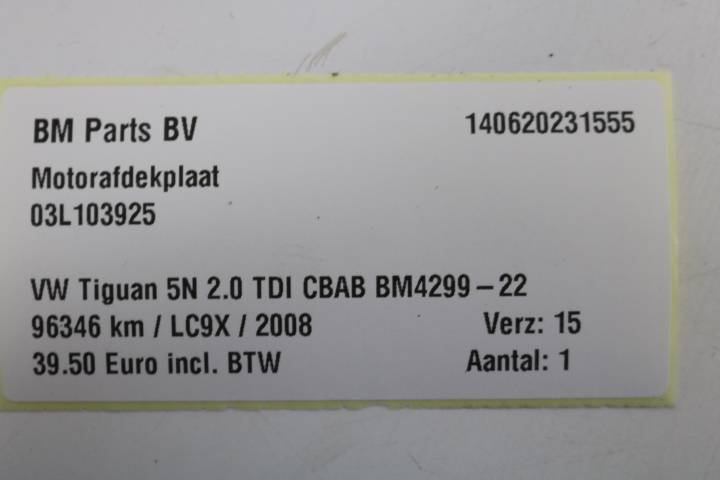 BM Parts BV 140620231555
Motorafdekplaat
03L103925
VW Tiguan 5N 2.0 TDI CBAB BM4299-22
96346 km / LC9X / 2008 Verz: 15
39.50 Euro incl. BTW Aantal: 1